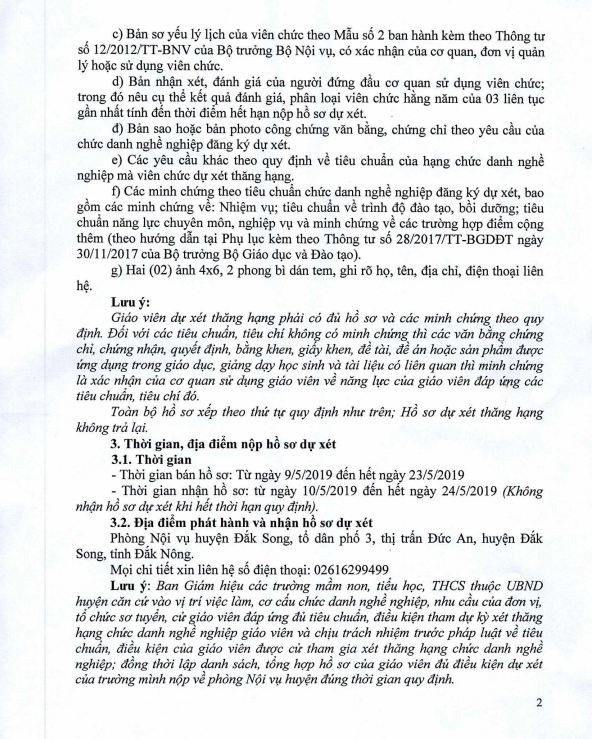 c) Bản sơ yếu lý lịch của viên chức theo Mẫu số 2 ban hành kèm theo Thông tư
số 12/2012/TT-BNV của Bộ trưởng Bộ Nội vụ, có xác nhận của cơ quan, đơn vị quản
lý hoặc sử dụng viên chức.
d) Bản nhận xét, đánh giá của người đứng đầu cơ quan sử dụng viên chức;
trong đó nêu cụ thể kết quả đánh giá, phân loại viên chức hằng năm của 03 liên tục
gần nhất tính đến thời điểm hết hạn nộp hồ sơ dự xét.
đ) Bản sao hoặc bản photo công chứng văn bằng, chứng chỉ theo yêu cầu của
chức danh nghề nghiệp đăng ký dự xét.
e) Các yêu cầu khác theo quy định về tiêu chuẩn của hạng chức danh nghề
nghiệp mà viên chức dự xét thăng hạng.
f) Các minh chứng theo tiêu chuẩn chức danh nghề nghiệp đăng ký dự xét, bao
gồm các minh chứng về: Nhiệm vụ; tiêu chuẩn về trình độ đào tạo, bồi dưỡng; tiêu
chuẩn năng lực chuyên môn, nghiệp vụ và minh chứng về các trường hợp điểm cộng
thêm (theo hướng dẫn tại Phụ lục kèm theo Thông tư số 28/2017/TT-BGDĐT ngày
30/11/2017 của Bộ trưởng Bộ Giáo dục và Đào tạo).
g) Hai (02) ảnh 4x6, 2 phong bì dán tem, ghi rõ họ, tên, địa chỉ, điện thoại liên
hệ.
Lưu ý:
Giáo viên dự xét thăng hạng phải có đủ hồ sơ và các minh chứng theo quy
định. Đối với các tiêu chuẩn, tiêu chí không có minh chứng thì các văn bằng chứng
chỉ, chứng nhận, quyết định, bằng khen, giấy khen, đề tài, đề án hoặc sản phẩm được
ứng dụng trong giáo dục, giảng dạy học sinh và tài liệu có liên quan thì minh chứng
là xác nhận của cơ quan sử dụng giáo viên về năng lực của giáo viên đáp ứng các
tiêu chuẩn, tiêu chí đó.
Toàn bộ hồ sơ xếp theo thứ tự quy định như trên; Hồ sơ dự xét thăng hạng
không trả lại.
3. Thời gian, địa điểm nộp hồ sơ dự xét
3.1. Thời gian
- Thời gian bán hồ sơ: Từ ngày 9/5/2019 đến hết ngày 23/5/2019
- Thời gian nhận hồ sơ: từ ngày 10/5/2019 đến hết ngày 24/5/2019 (Không
nhận hồ sơ dự xét khi hết thời hạn quy định).
3.2. Địa điểm phát hành và nhận hồ sơ dự xét
Phòng Nội vụ huyện Đắk Song, tổ dân phố 3, thị trấn Đức An, huyện Đắk
Song, tỉnh Đắk Nông.
Mọi chi tiết xin liên hệ số điện thoại: 02616299499
Lưu ý: Ban Giám hiệu các trường mầm non, tiểu học, THCS thuộc UBND
huyện căn cứ vào vị trí việc làm, cơ cấu chức danh nghề nghiệp, nhu cầu của đơn vị,
tổ chức sơ tuyển, cử giáo viên đáp ứng đủ tiêu chuẩn, điều kiện tham dự kỳ xét thăng
hạng chức danh nghề nghiệp giáo viên và chịu trách nhiệm trước pháp luật về tiêu
chuẩn, điều kiện của giáo viên được cử tham gia xét thăng hạng chức danh nghề
nghiệp; đồng thời lập danh sách, tổng hợp hồ sơ của giáo viên đủ điều kiện dự xét
của trường mình nộp về phòng Nội vụ huyện đúng thời gian quy định.
2